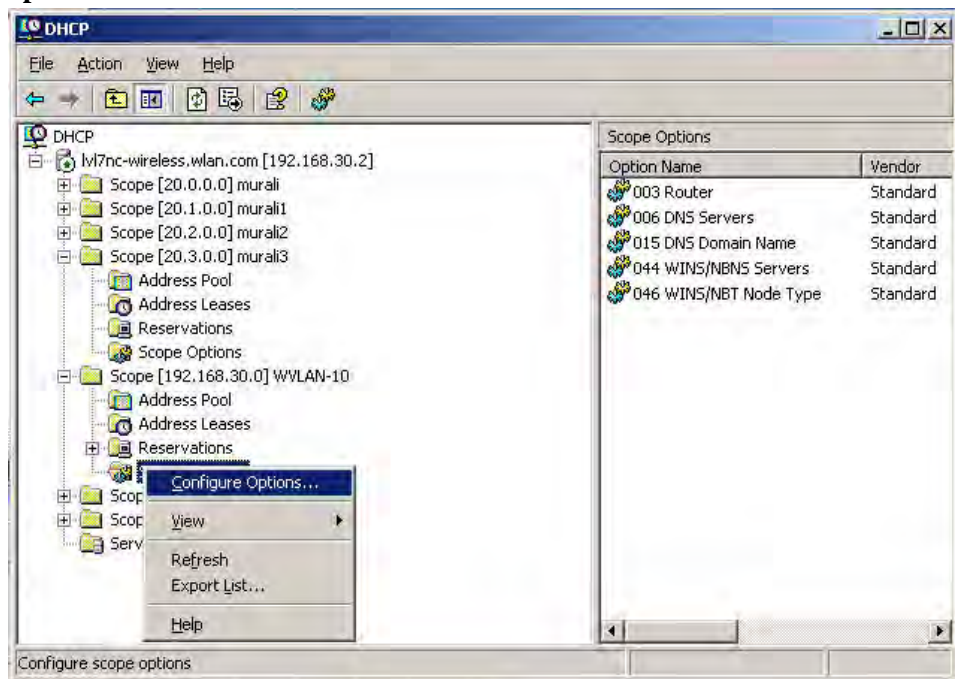 DHCP
File Action View Help
DHCP
lvl7nc-wireless.wlan.com [192.168.30.2]
Scope [20.0.0.0] murali
Scope [20.1.0.0] murali1
Scope [20.2.0.0] murali2
Scope [20.3.0.0] murali3
Address Pool
Address Leases
Reservations
Scope Options
Scope [192.168.30.0] WVLAN-10
Address Pool
Address Leases
Reservations
Configure Options...
View
Refresh
Export List...
Help
Scope Options
Option Name Vendor
003 Router Standard
006 DNS Servers Standard
015 DNS Domain Name Standard
044 WINS/NBNS Servers Standard
046 WINS/NBT Node Type Standard
Configure scope options